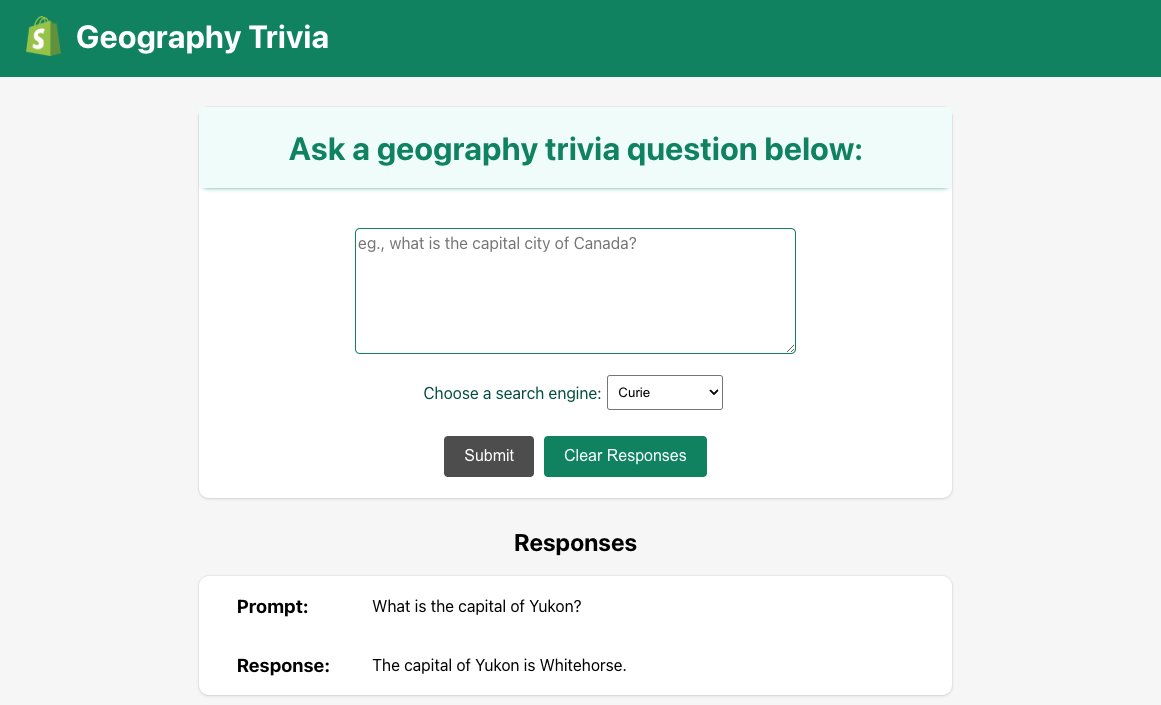 S
Geography Trivia
Ask a geography trivia question below:
eg., what is the capital city of Canada?
Choose a search engine: Curie
Submit Clear Responses
Responses
Prompt: What is the capital of Yukon?
Response: The capital of Yukon is Whitehorse.